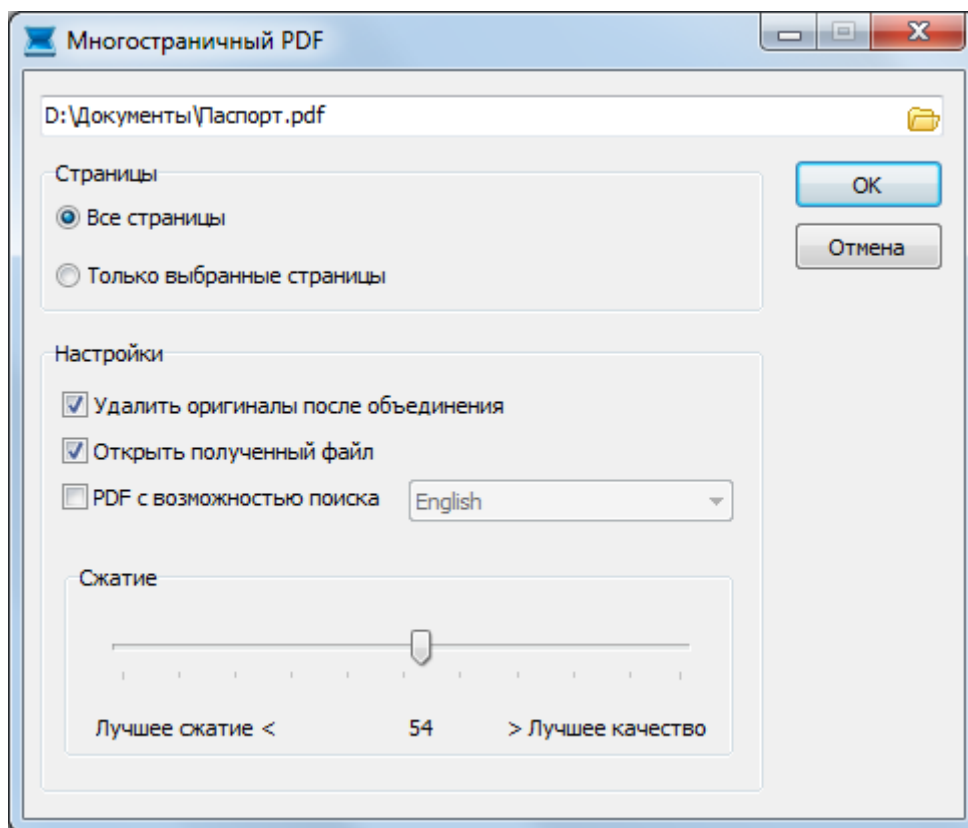 Многостраничный PDF
D:\Документы\Паспорт.pdf
Страницы
OK
Все страницы
Отмена
Только выбранные страницы
Настройки
Удалить оригиналы после объединения
Открыть полученный файл
PDF с возможностью поиска English
Сжатие
Лучшее сжатие < 54 > Лучшее качество